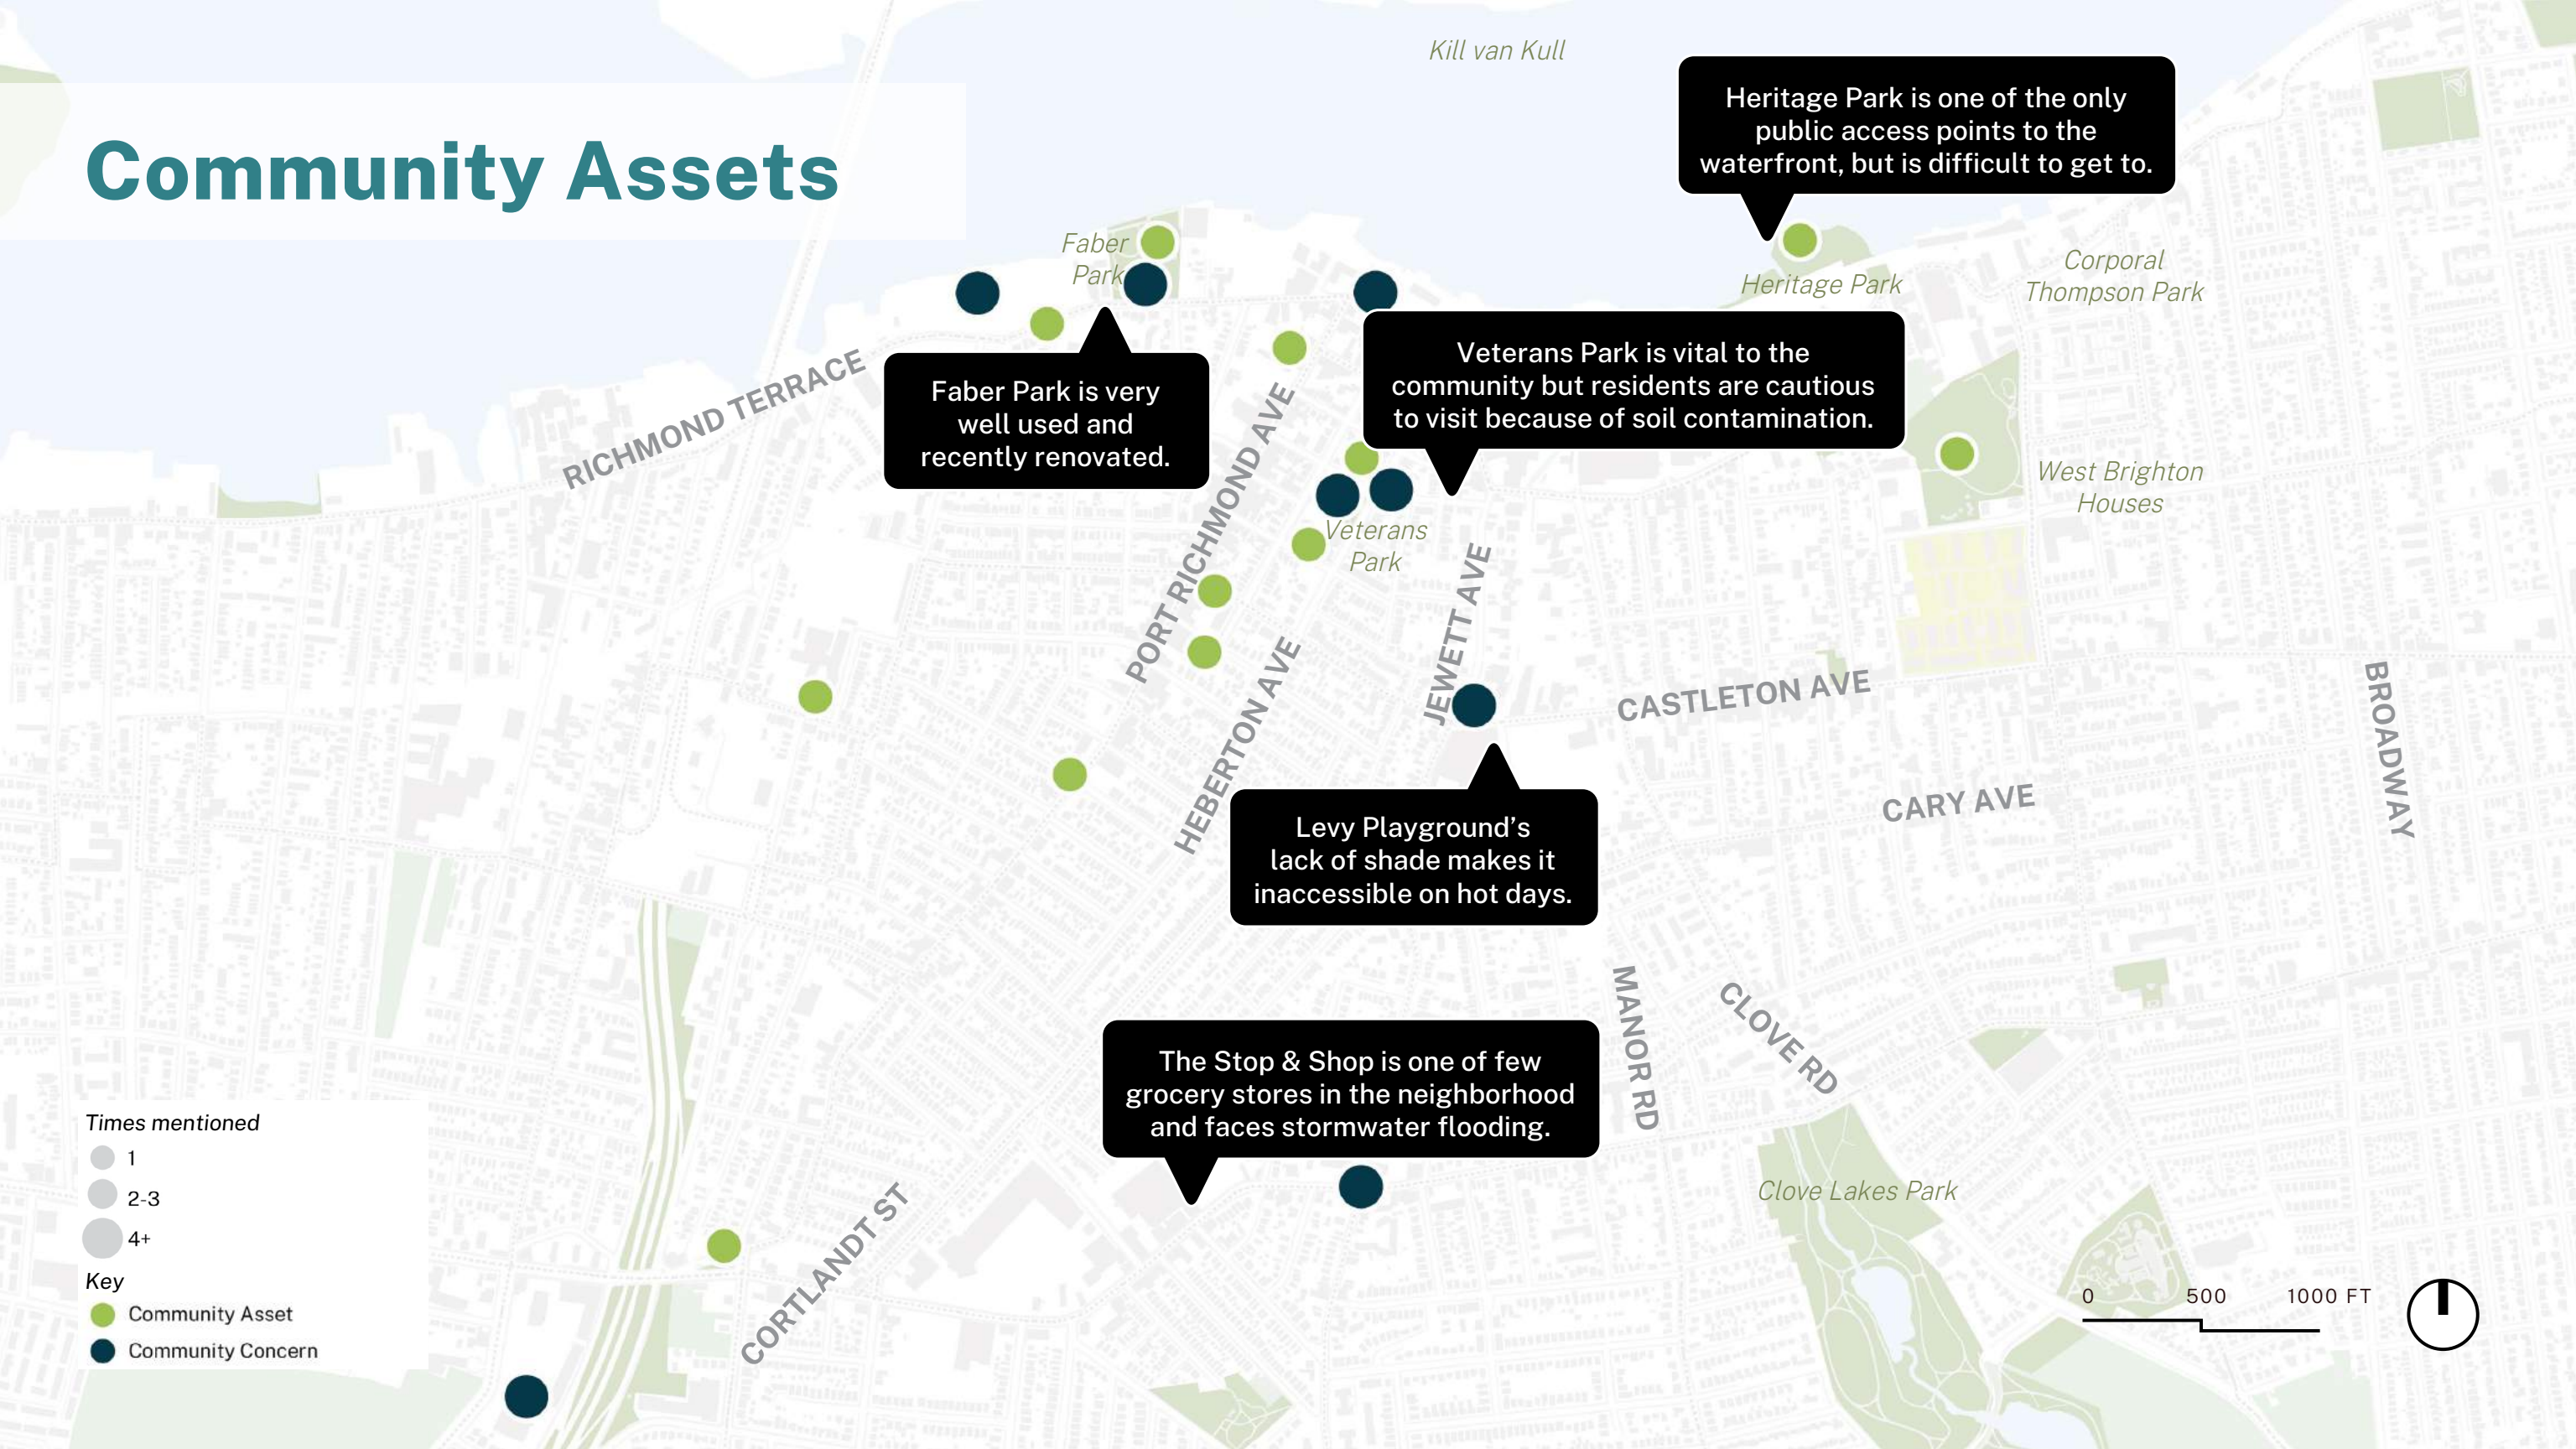 Community Assets
Kill van Kull
Heritage Park is one of the only
public access points to the
waterfront, but is difficult to get to.
Faber
Park
Heritage Park
Corporal
Thompson Park
RICHMOND TERRACE
Faber Park is very
well used and
recently renovated.
Veterans Park is vital to the
community but residents are cautious
to visit because of soil contamination.
PORT RICHMOND AVE
West Brighton
Houses
Veterans
Park
JEWETT AVE
HEBERTON AVE
CASTLETON AVE
BROADWAY
CARY AVE
Levy Playground’s
lack of shade makes it
inaccessible on hot days.
MANOR RD
CLOVE RD
The Stop & Shop is one of few
grocery stores in the neighborhood
and faces stormwater flooding.
Clove Lakes Park
CORTLANDT ST
Times mentioned
1
2-3
4+
Key
Community Asset
Community Concern
0 500 1000 FT